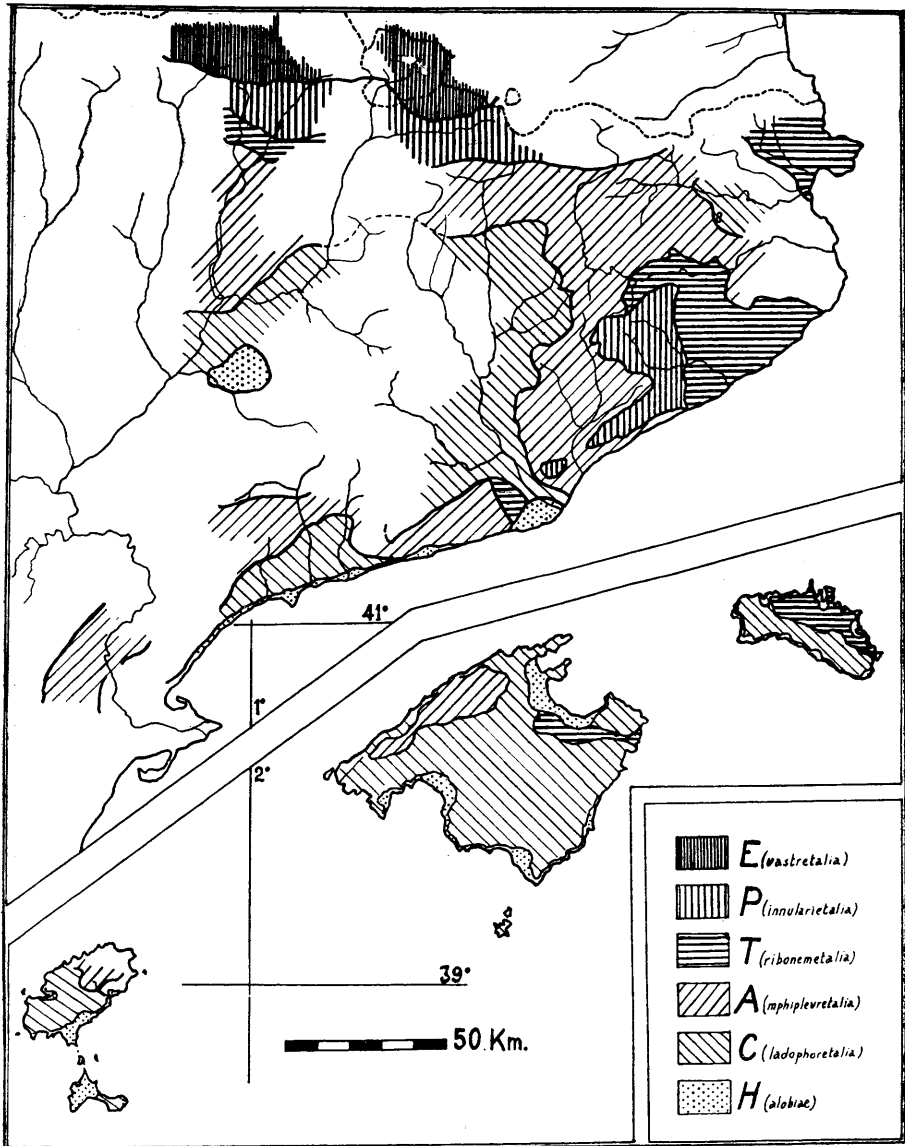 41°
1°
2°
39°
50 Km.
E (vastretalia)
P (innularietalia)
T (ribonemetalia)
A (mphipleuretalia)
C (ladophoretalia)
H (alobiae)